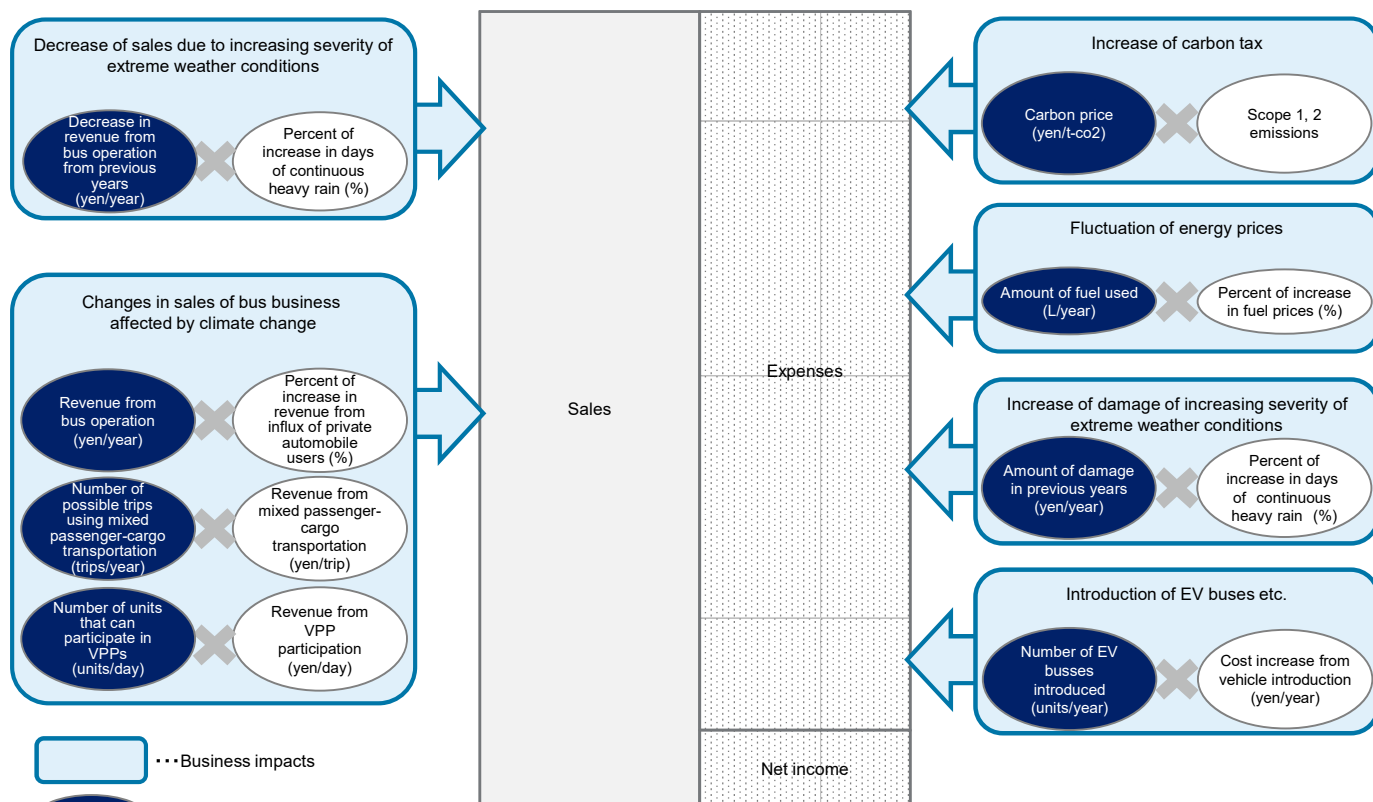 Decrease of sales due to increasing severity of
extreme weather conditions
Decrease in
revenue from
bus operation
from previous
years
(yen/year)
Percent of
increase in days
of continuous
heavy rain (%)
Changes in sales of bus business
affected by climate change
Revenue from
bus operation
(yen/year)
Percent of
increase in
revenue from
influx of private
automobile
users (%)
Number of
possible trips
using mixed
passenger-cargo
transportation
(trips/year)
Revenue from
mixed passenger-
cargo
transportation
(yen/trip)
Number of units
that can
participate in
VPPs
(units/day)
Revenue from
VPP
participation
(yen/day)
···Business impacts
Sales
Expenses
Net income
Increase of carbon tax
Carbon price
(yen/t-co2)
Scope 1, 2
emissions
Fluctuation of energy prices
Amount of fuel used
(L/year)
Percent of increase
in fuel prices (%)
Increase of damage of increasing severity of
extreme weather conditions
Amount of damage
in previous years
(yen/year)
Percent of
increase in days
of continuous
heavy rain (%)
Introduction of EV buses etc.
Number of EV
busses
introduced
(units/year)
Cost increase from
vehicle introduction
(yen/year)